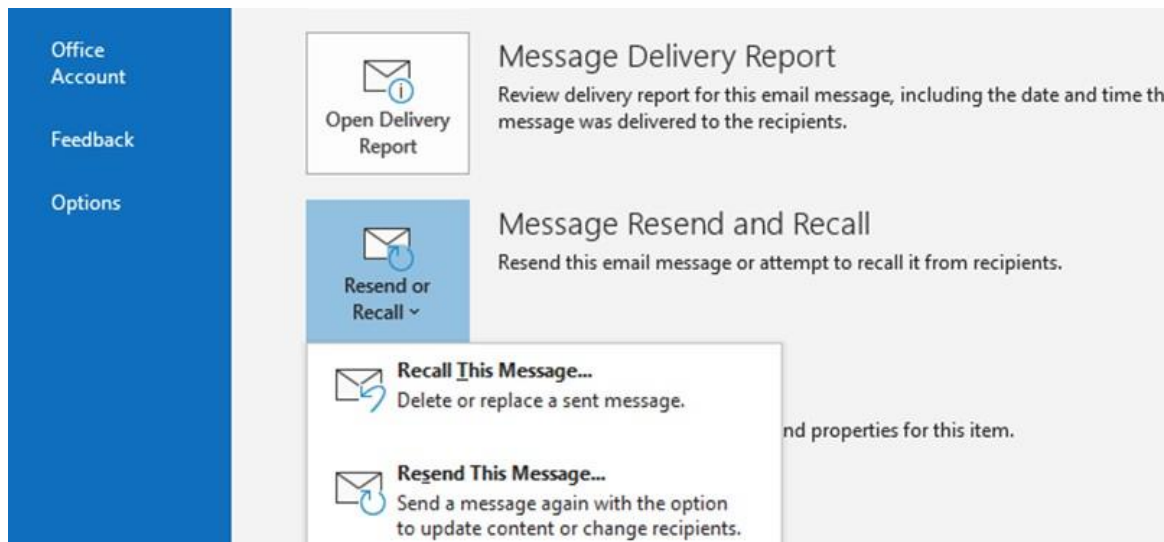 Office
Account
Feedback
Options
Open Delivery
Report
Message Delivery Report
Review delivery report for this email message, including the date and time th
message was delivered to the recipients.
Resend or
Recall
Message Resend and Recall
Resend this email message or attempt to recall it from recipients.
Recall This Message...
Delete or replace a sent message.
nd properties for this item.
Resend This Message...
Send a message again with the option
to update content or change recipients.